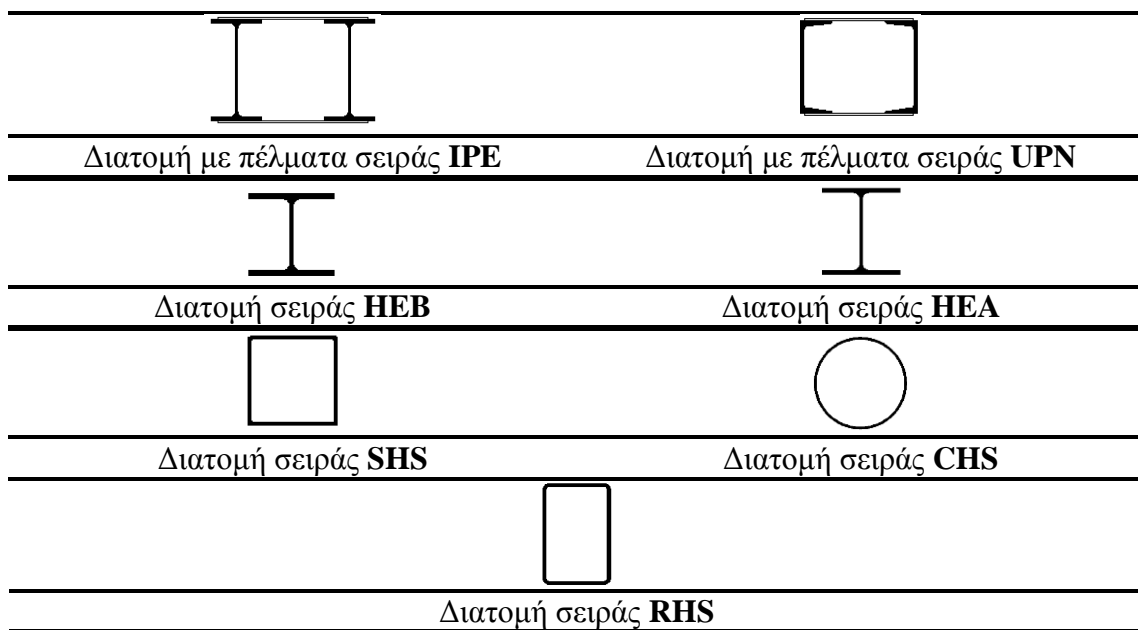 Διατομή με πέλματα σειράς IPE
Διατομή με πέλματα σειράς UPN
Διατομή σειράς HEB
Διατομή σειράς HEA
Διατομή σειράς SHS
Διατομή σειράς CHS
Διατομή σειράς RHS